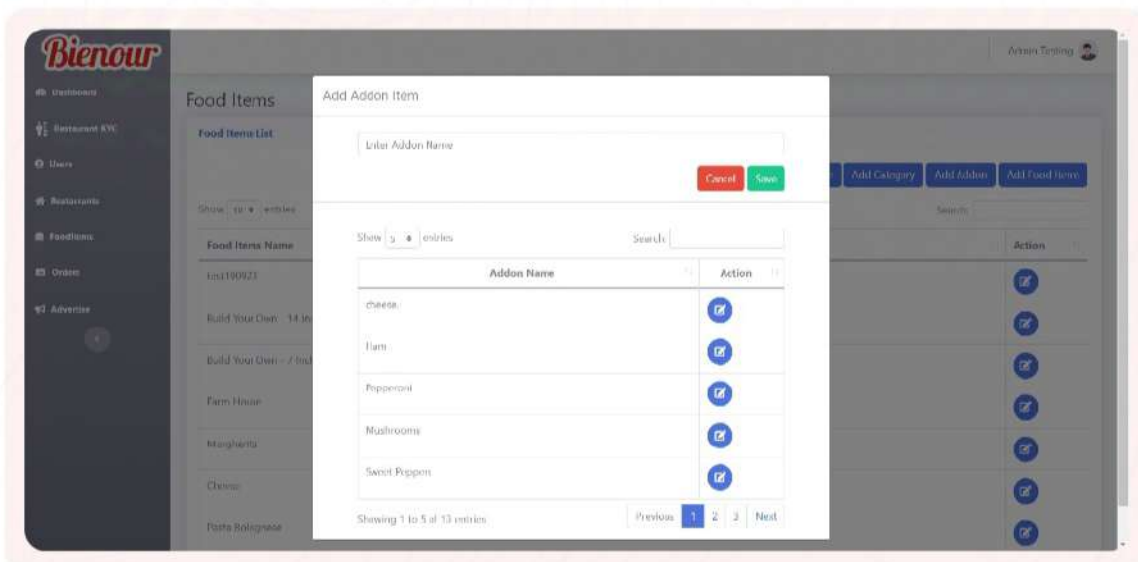 Bienour
Admin Testing
Dashboard
Restaurant KYC
Users
Restaurants
FoodItems
Orders
Advertise
Food Items
Food Items List
Add Category
Add Addon
Add Food Items
Show 10 entries
Search:
Food Items Name
Action
test190923
Build Your Own - 14 In
Build Your Own - 7 Inch
Farm House
Margherita
Cheese
Pasta Bolognese
Add Addon Item
Enter Addon Name
Cancel Save
Show 5 entries
Search:
Addon Name Action
cheese.
Ham
Pepperoni
Mushrooms
Sweet Peppers
Showing 1 to 5 of 13 entries
Previous 1 2 3 Next